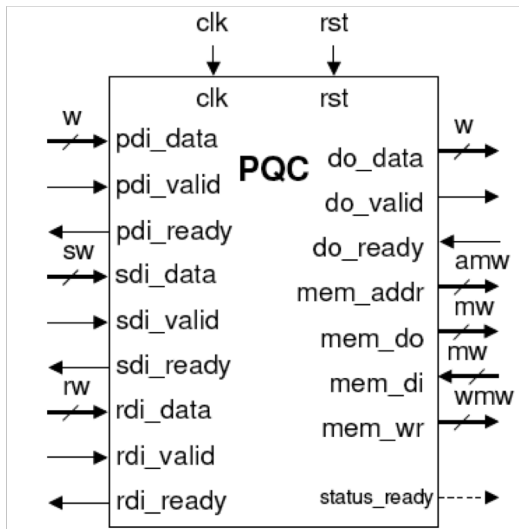 clk rst
clk rst
w pdi_data
pdi_valid
pdi_ready
sw sdi_data
sdi_valid
sdi_ready
rw rdi_data
rdi_valid
rdi_ready
PQC
do_data w
do_valid
do_ready
mem_addr amw
mem_do mw
mem_di mw
mem_wr wmw
status_ready